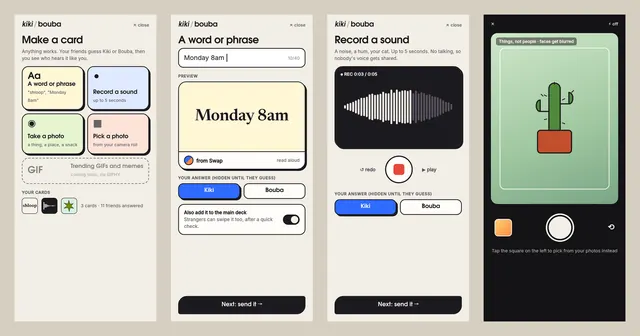 kiki / bouba
× close
Make a card
Anything works. Your friends guess Kiki or Bouba, then
you see who hears it like you.
Aa
A word or phrase
"shloop", "Monday
8am"
Record a sound
up to 5 seconds
Take a photo
a thing, a place, a snack
Pick a photo
from your camera roll
GIF
Trending GIFs and memes
coming soon, via GIPHY
YOUR CARDS
shloop
3 cards · 11 friends answered
kiki / bouba
× close
A word or phrase
Monday 8am
10/40
PREVIEW
Monday 8am
from Swap
read aloud
YOUR ANSWER (HIDDEN UNTIL THEY GUESS)
Kiki
Bouba
Also add it to the main deck
Strangers can swipe it too, after a quick
check.
Next: send it →
kiki / bouba
× close
Record a sound
A noise, a hum, your cat. Up to 5 seconds. No talking, so
nobody's voice gets shared.
● REC 0:03 / 0:05
↺ redo
▶ play
YOUR ANSWER (HIDDEN UNTIL THEY GUESS)
Kiki
Bouba
Next: send it →
×
Things, not people · faces get blurred
Tap the square on the left to pick from your photos instead